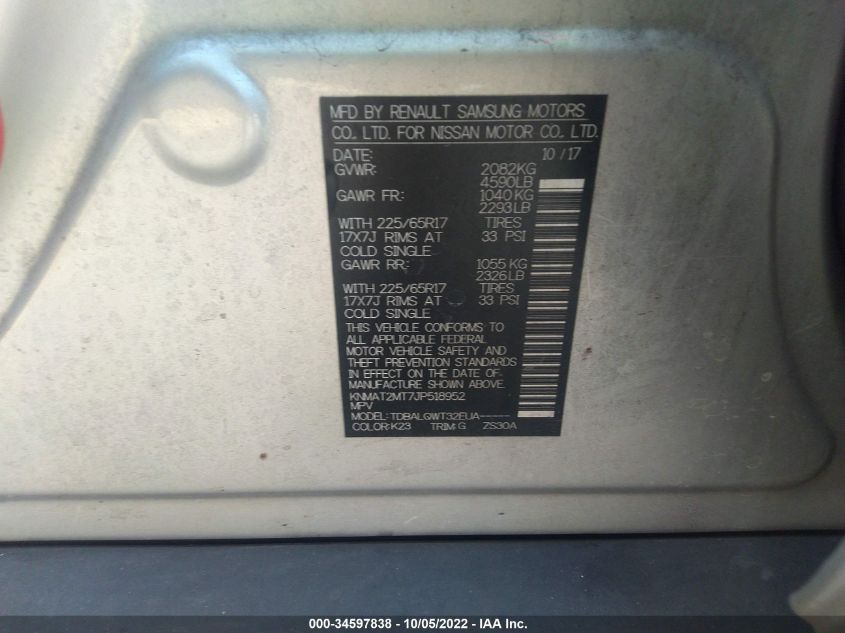 MFD BY RENAULT SAMSUNG MOTORS
CO., LTD. FOR NISSAN MOTOR CO., LTD.
DATE: 10 / 17
GVWR: 2082KG
4590LB
GAWR FR: 1040 KG
2293LB
WITH 225/65R17 TIRES
17X7J RIMS AT 33 PSI
COLD SINGLE
GAWR RR: 1055 KG
2326LB
WITH 225/65R17 TIRES
17X7J RIMS AT 33 PSI
COLD SINGLE
THIS VEHICLE CONFORMS TO
ALL APPLICABLE FEDERAL
MOTOR VEHICLE SAFETY AND
THEFT PREVENTION STANDARDS
IN EFFECT ON THE DATE OF
MANUFACTURE SHOWN ABOVE.
KNMAT2MT7JP518952
MPV
MODEL: TDBALGWT32EUA-----
COLOR: K23 TRIM: G ZS30A
000-34597838 - 10/05/2022 - IAA Inc.